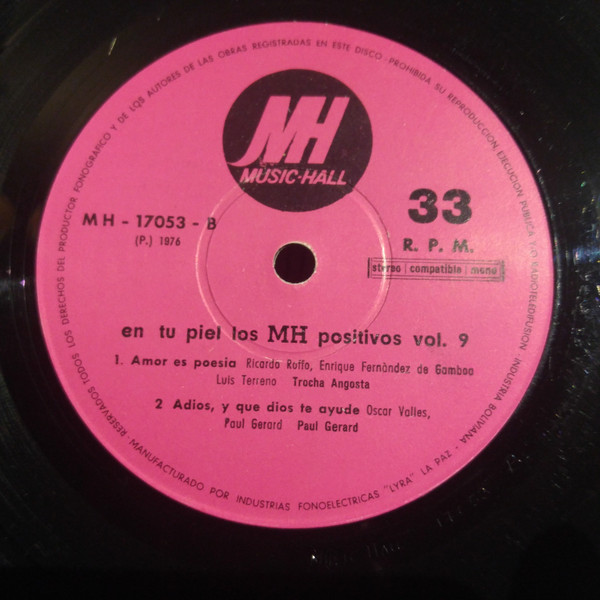 RESERVADOS TODOS LOS DERECHOS DEL PRODUCTOR FONOGRAFICO Y DE LOS AUTORES DE LAS OBRAS REGISTRADAS EN ESTE DISCO - PROHIBIDA SU REPRODUCCION, EJECUCION PUBLICA Y/O RADIOTELEDIFUSION - INDUSTRIA BOLIVIANA
MH
MUSIC-HALL
MH - 17053 - B
(P.) 1976
33
R. P. M.
stereo compatible mono
en tu piel los MH positivos vol. 9
1. Amor es poesia Ricardo Roffo, Enrique Fernàndez de Gamboa
Luis Terreno Trocha Angosta
2 Adios, y que dios te ayude Oscar Valles,
Paul Gerard Paul Gerard
MANUFACTURADO POR INDUSTRIAS FONOELECTRICAS "LYRA" LA PAZ -